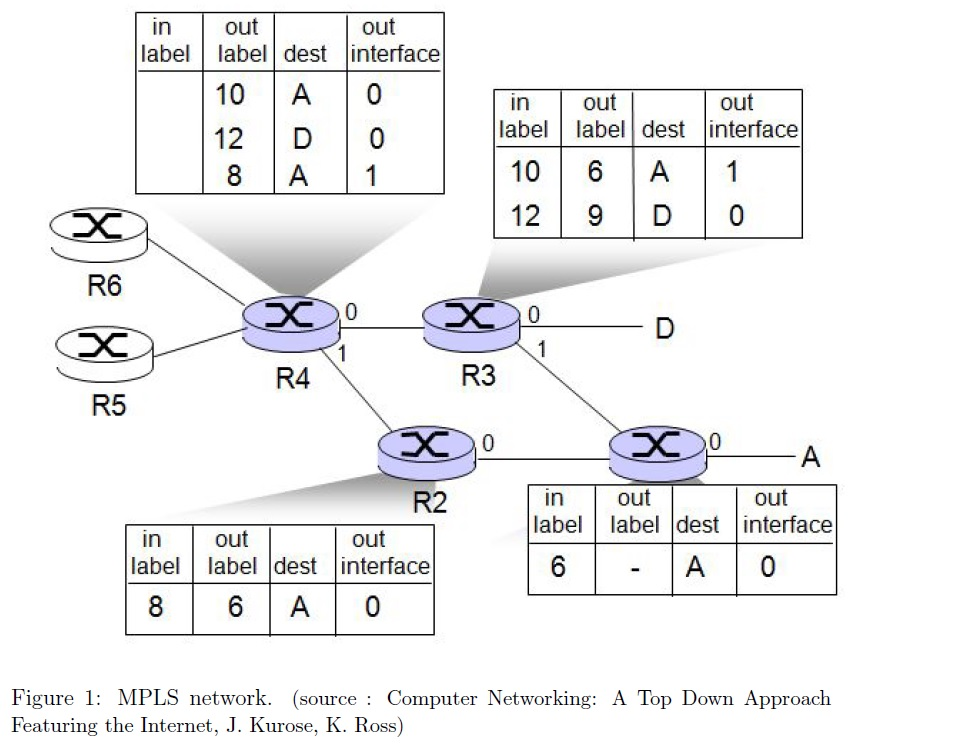 in out out
label label dest interface
10 A 0
12 D 0
8 A 1
in out out
label label dest interface
10 6 A 1
12 9 D 0
R6
R5
R4
0
1
R3
0
1
D
R2
0
0
A
in out out
label label dest interface
8 6 A 0
in out out
label label dest interface
6 - A 0
Figure 1: MPLS network. (source : Computer Networking: A Top Down Approach
Featuring the Internet, J. Kurose, K. Ross)